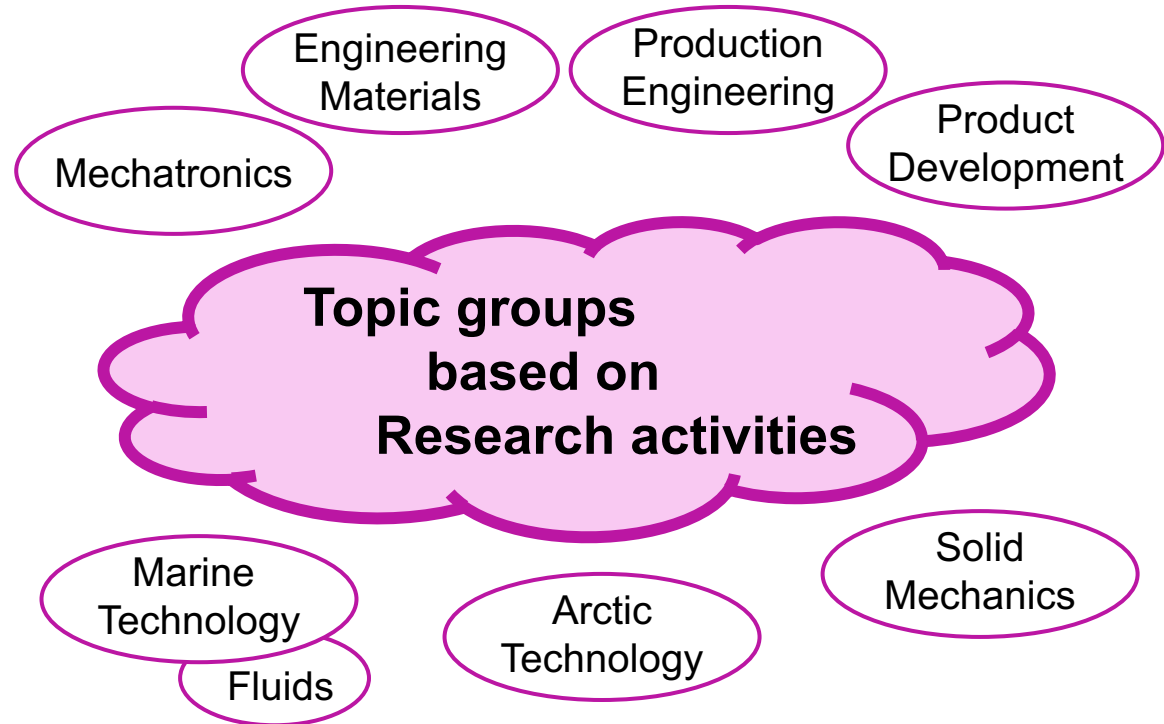 Engineering
Materials
Production
Engineering
Product
Development
Mechatronics
Topic groups
based on
Research activities
Marine
Technology
Fluids
Arctic
Technology
Solid
Mechanics